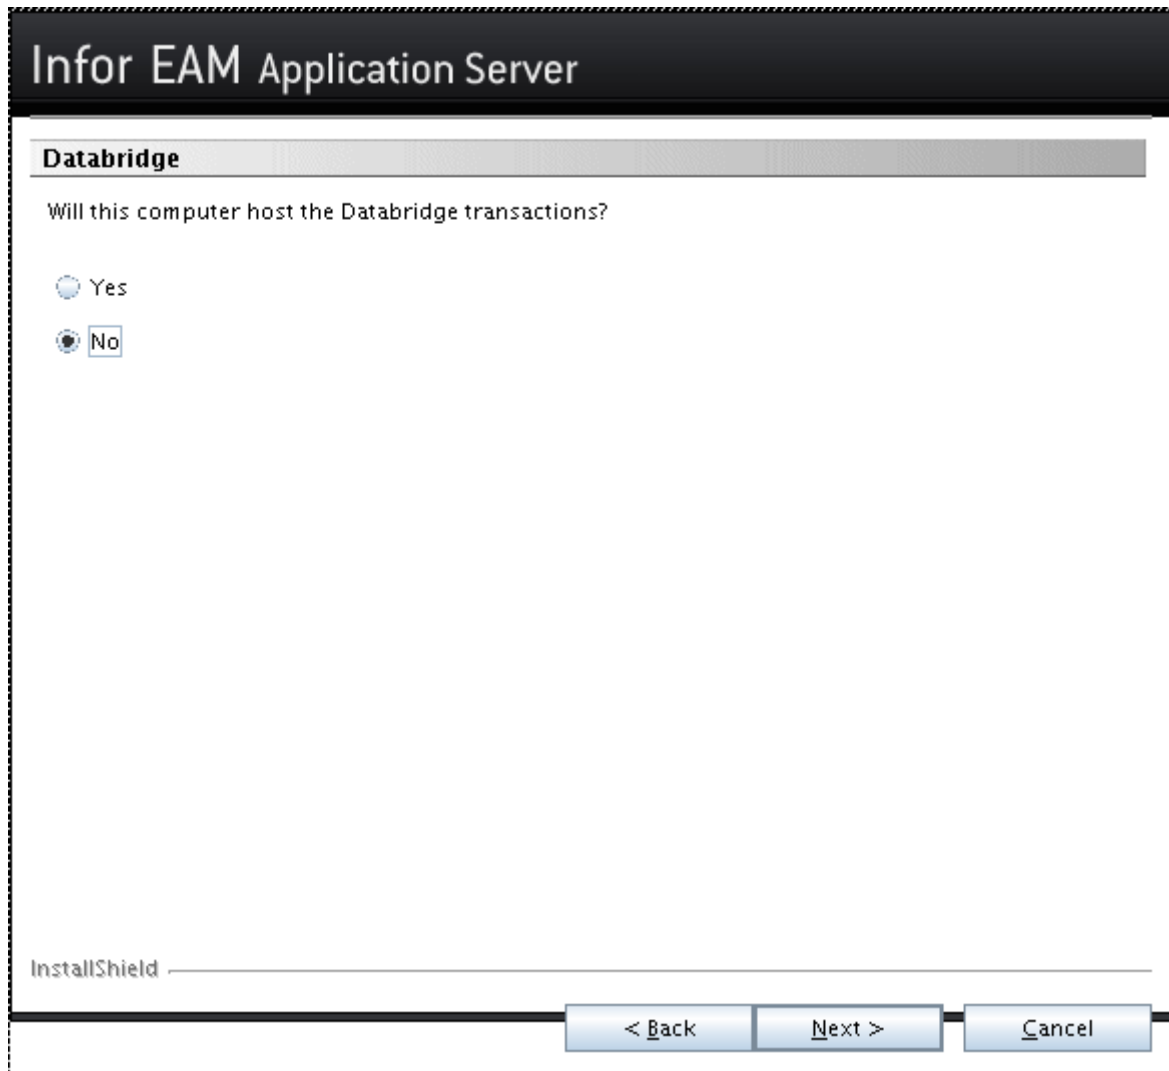 Infor EAM Application Server
Databridge
Will this computer host the Databridge transactions?
Yes
No
InstallShield
< Back
Next >
Cancel